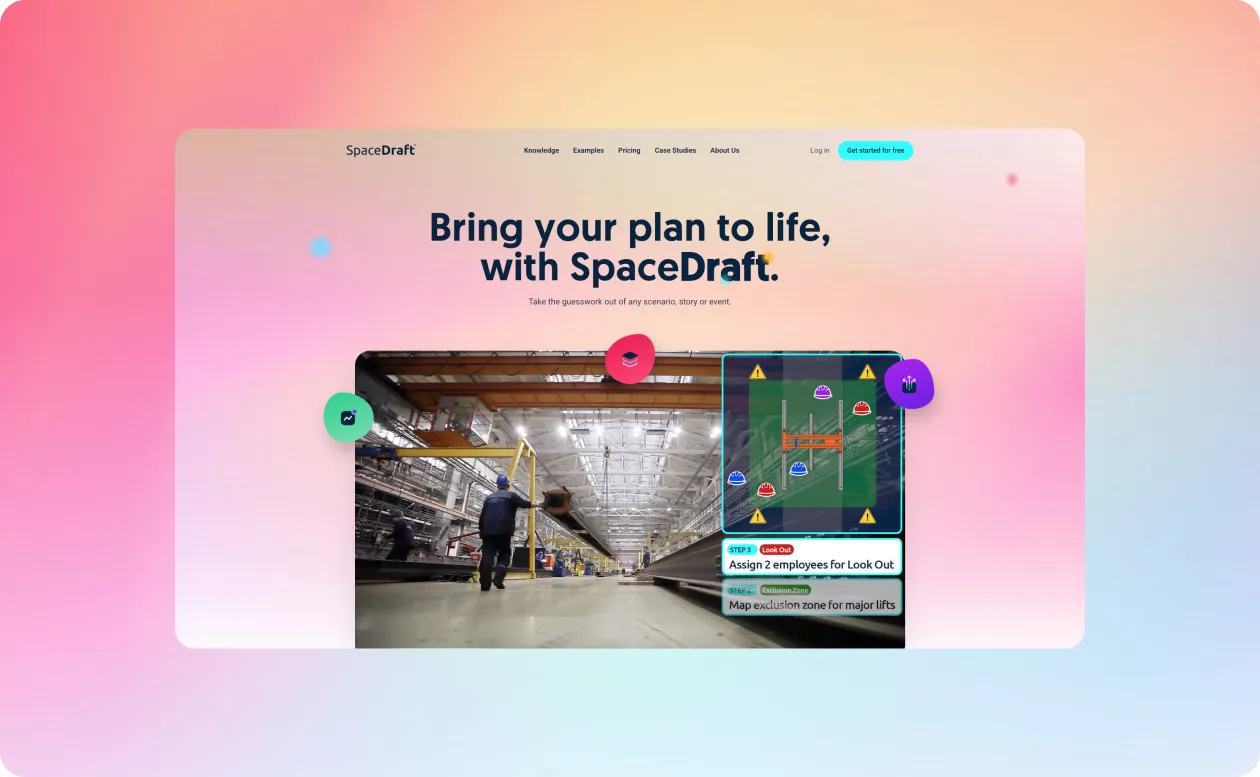 SpaceDraft
Knowledge Examples Pricing Case Studies About Us
Log in Get started for free
Bring your plan to life,
with SpaceDraft.
Take the guesswork out of any scenario, story or event.
STEP 3 Look Out
Assign 2 employees for Look Out
STEP 2 Exclusion Zone
Map exclusion zone for major lifts